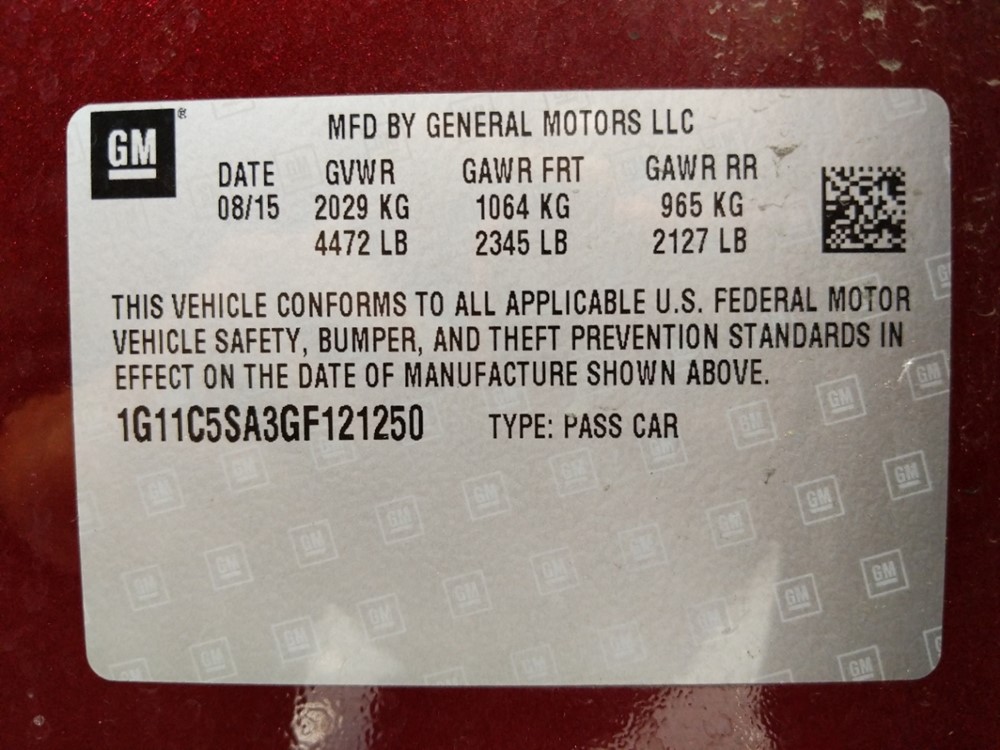 GM®
MFD BY GENERAL MOTORS LLC
DATE GVWR GAWR FRT GAWR RR
08/15 2029 KG 1064 KG 965 KG
4472 LB 2345 LB 2127 LB
THIS VEHICLE CONFORMS TO ALL APPLICABLE U.S. FEDERAL MOTOR
VEHICLE SAFETY, BUMPER, AND THEFT PREVENTION STANDARDS IN
EFFECT ON THE DATE OF MANUFACTURE SHOWN ABOVE.
1G11C5SA3GF121250 TYPE: PASS CAR